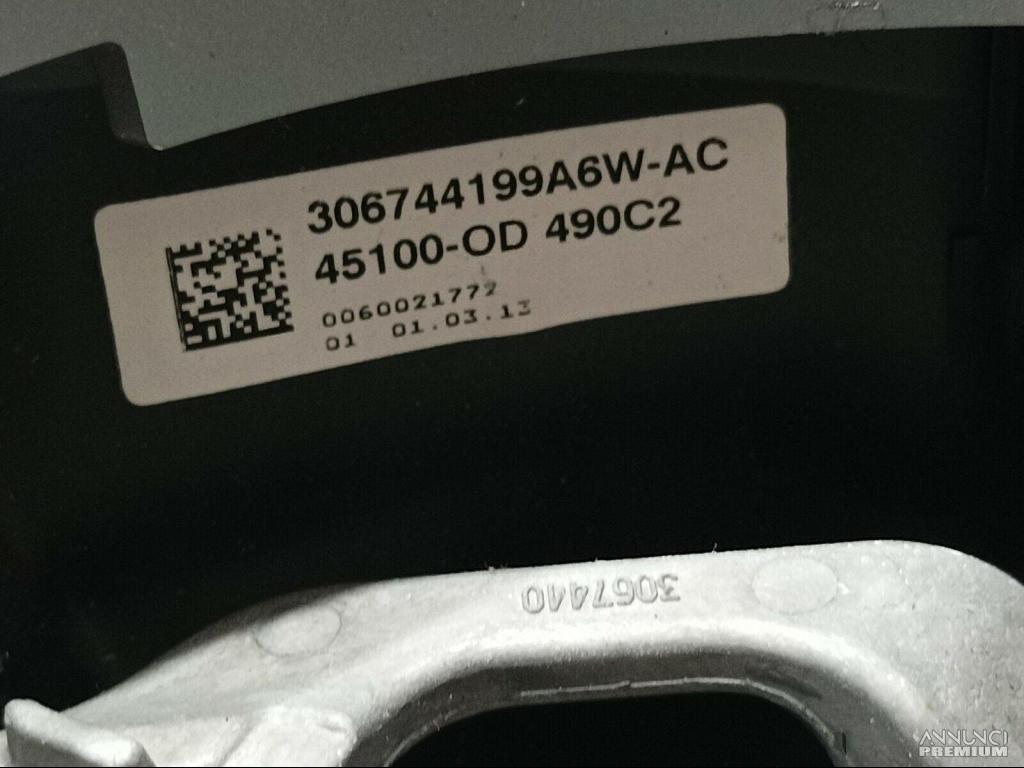 306744199A6W-AC
45100-OD 490C2
0060021772
01 01.03.13
3067440
ANNUNCI
PREMIUM